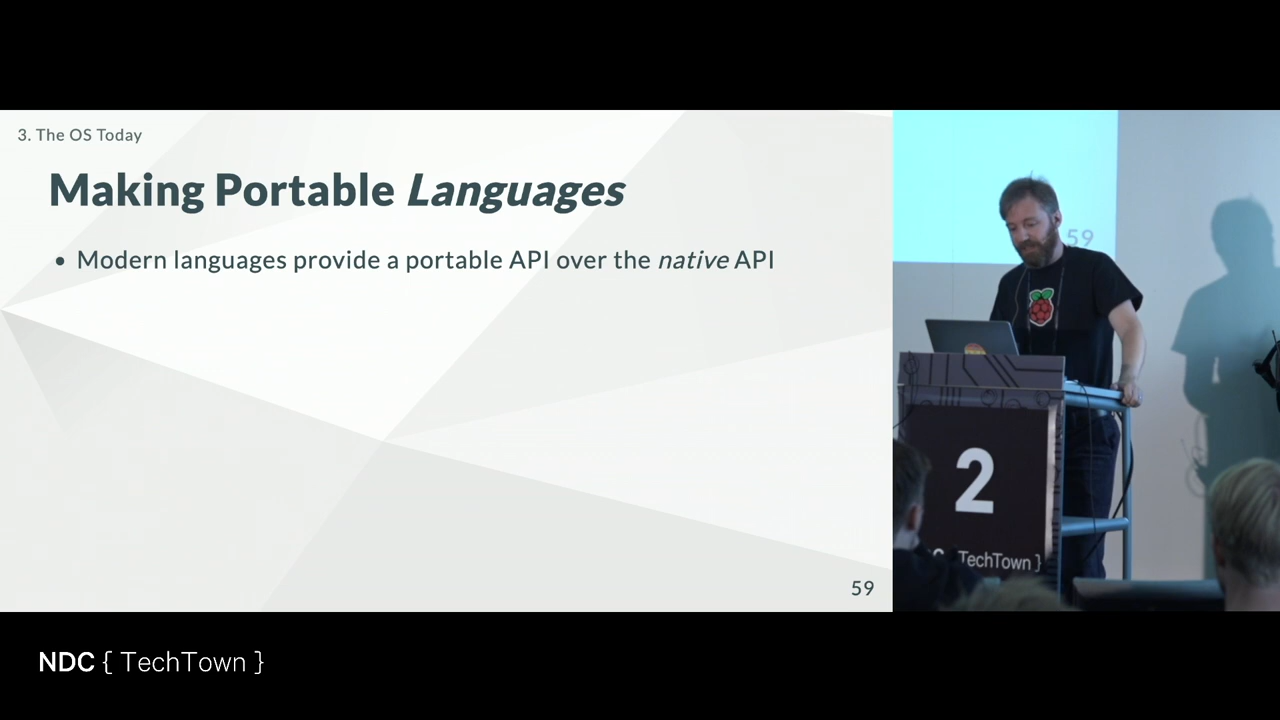 3. The OS Today
Making Portable Languages
• Modern languages provide a portable API over the native API
59
59
2
TechTown }
NDC { TechTown }